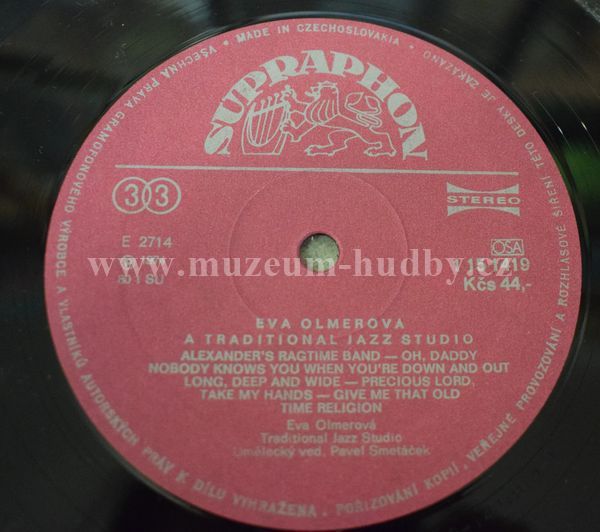 VŠECHNA PRÁVA GRAMOFONOVÉHO VÝROBCE A VLASTNÍKŮ AUTORSKÝCH PRÁV K DÍLU VYHRAŽENA. POŘIZOVÁNÍ KOPIÍ, VEŘEJNÉ PROVOZOVÁNÍ A ROZHLASOVÉ ŠÍŘENÍ TÉTO DESKY JE ZAKÁZÁNO
• MADE IN CZECHOSLOVAKIA •
SUPRAPHON
33
STEREO
E 2714
OSA
www.muzeum-hudby.cz
1 15 1419
Kčs 44,-
EVA OLMEROVÁ
A TRADITIONAL JAZZ STUDIO
ALEXANDER'S RAGTIME BAND — OH, DADDY
NOBODY KNOWS YOU WHEN YOU'RE DOWN AND OUT
LONG, DEEP AND WIDE — PRECIOUS LORD,
TAKE MY HANDS — GIVE ME THAT OLD
TIME RELIGION
Eva Olmerová
Traditional Jazz Studio
Umělecký ved. Pavel Smetáček